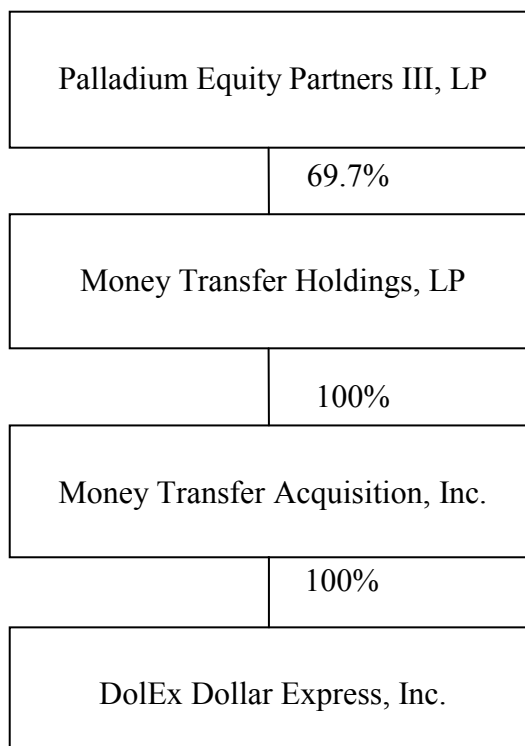 Palladium Equity Partners III, LP
69.7%
Money Transfer Holdings, LP
100%
Money Transfer Acquisition, Inc.
100%
DolEx Dollar Express, Inc.